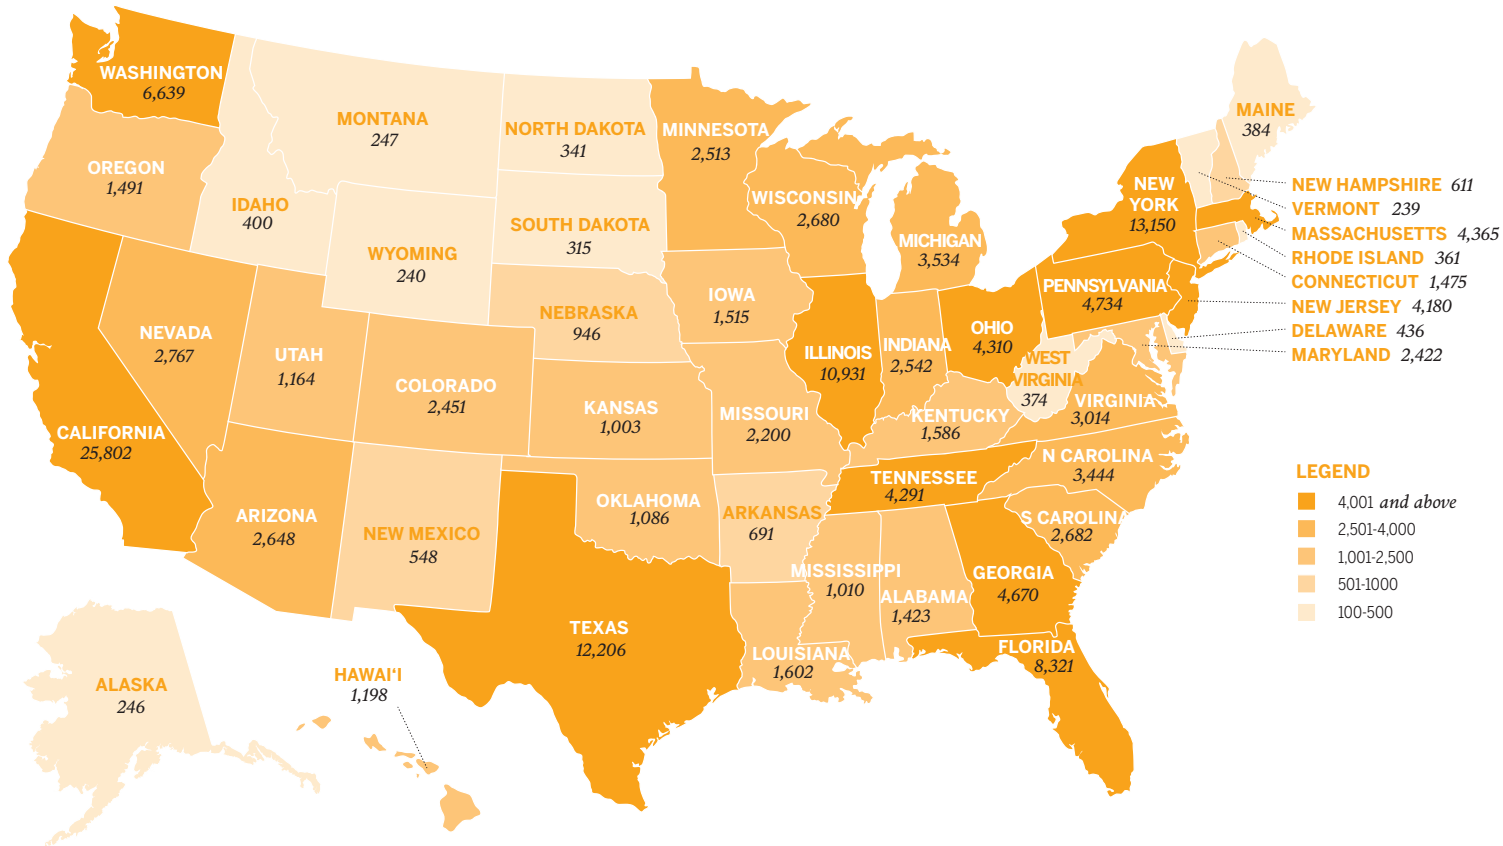 WASHINGTON
6,639
OREGON
1,491
CALIFORNIA
25,802
NEVADA
2,767
IDAHO
400
MONTANA
247
WYOMING
240
UTAH
1,164
COLORADO
2,451
ARIZONA
2,648
NEW MEXICO
548
NORTH DAKOTA
341
SOUTH DAKOTA
315
NEBRASKA
946
KANSAS
1,003
OKLAHOMA
1,086
TEXAS
12,206
MINNESOTA
2,513
IOWA
1,515
MISSOURI
2,200
ARKANSAS
691
LOUISIANA
1,602
WISCONSIN
2,680
ILLINOIS
10,931
MICHIGAN
3,534
INDIANA
2,542
OHIO
4,310
KENTUCKY
1,586
TENNESSEE
4,291
MISSISSIPPI
1,010
ALABAMA
1,423
GEORGIA
4,670
FLORIDA
8,321
S CAROLINA
2,682
N CAROLINA
3,444
VIRGINIA
3,014
WEST
VIRGINIA
374
PENNSYLVANIA
4,734
NEW
YORK
13,150
MAINE
384
NEW HAMPSHIRE 611
VERMONT 239
MASSACHUSETTS 4,365
RHODE ISLAND 361
CONNECTICUT 1,475
NEW JERSEY 4,180
DELAWARE 436
MARYLAND 2,422
ALASKA
246
HAWAI‘I
1,198
LEGEND
4,001 and above
2,501-4,000
1,001-2,500
501-1000
100-500